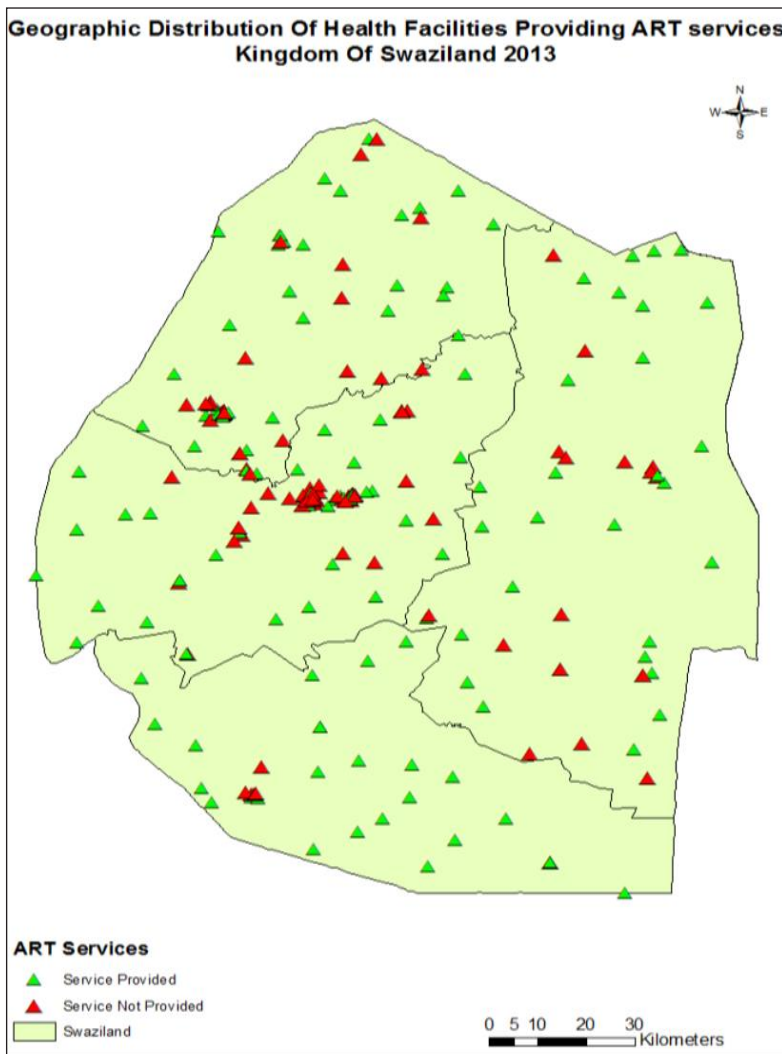 Geographic Distribution Of Health Facilities Providing ART services
Kingdom Of Swaziland 2013
N
W E
S
ART Services
Service Provided
Service Not Provided
Swaziland
0 5 10 20 30
Kilometers